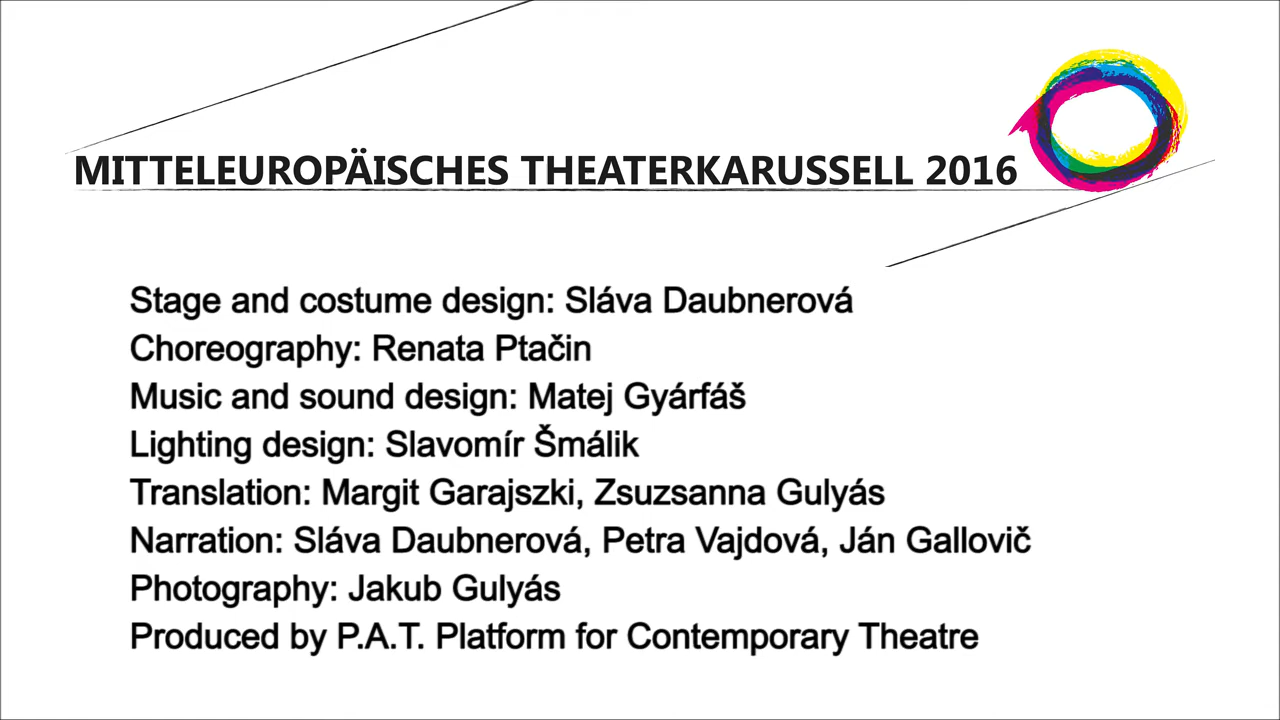 MITTELEUROPÄISCHES THEATERKARUSSELL 2016
Stage and costume design: Sláva Daubnerová
Choreography: Renata Ptačin
Music and sound design: Matej Gyárfáš
Lighting design: Slavomír Šmálik
Translation: Margit Garajszki, Zsuzsanna Gulyás
Narration: Sláva Daubnerová, Petra Vajdová, Ján Gallovič
Photography: Jakub Gulyás
Produced by P.A.T. Platform for Contemporary Theatre